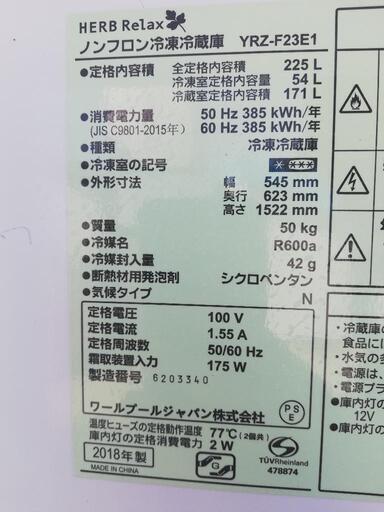 HERB Relax
ノンフロン冷凍冷蔵庫 YRZ-F23E1
●定格内容積 全定格内容積 225 L
冷凍室定格内容量 54 L
冷蔵室定格内容積 171 L
●消費電力量 50 Hz 385 kWh/年
(JIS C9801-2015年) 60 Hz 385 kWh/年
●種類 冷凍冷蔵庫
●冷凍室の記号
●外形寸法 幅 545 mm
奥行 623 mm
高さ 1522 mm
●質量 50 kg
●冷媒名 R600a
●冷媒封入量 42 g
●断熱材用発泡剤 シクロペンタン
●気候タイプ N
定格電圧 100 V
定格電流 1.55 A
定格周波数 50/60 Hz
霜取装置入力 175 W
製造番号 6203340
ワールプールジャパン株式会社
PSE
温度ヒューズの定格動作温度 77℃(2個共)
庫内灯の定格消費電力 2 W
2018年製
MADE IN CHINA
G
TÜVRheinland
478874
・冷蔵庫
食品に
・水気の多
・電源は、
電源プラ
・庫内灯の
12V